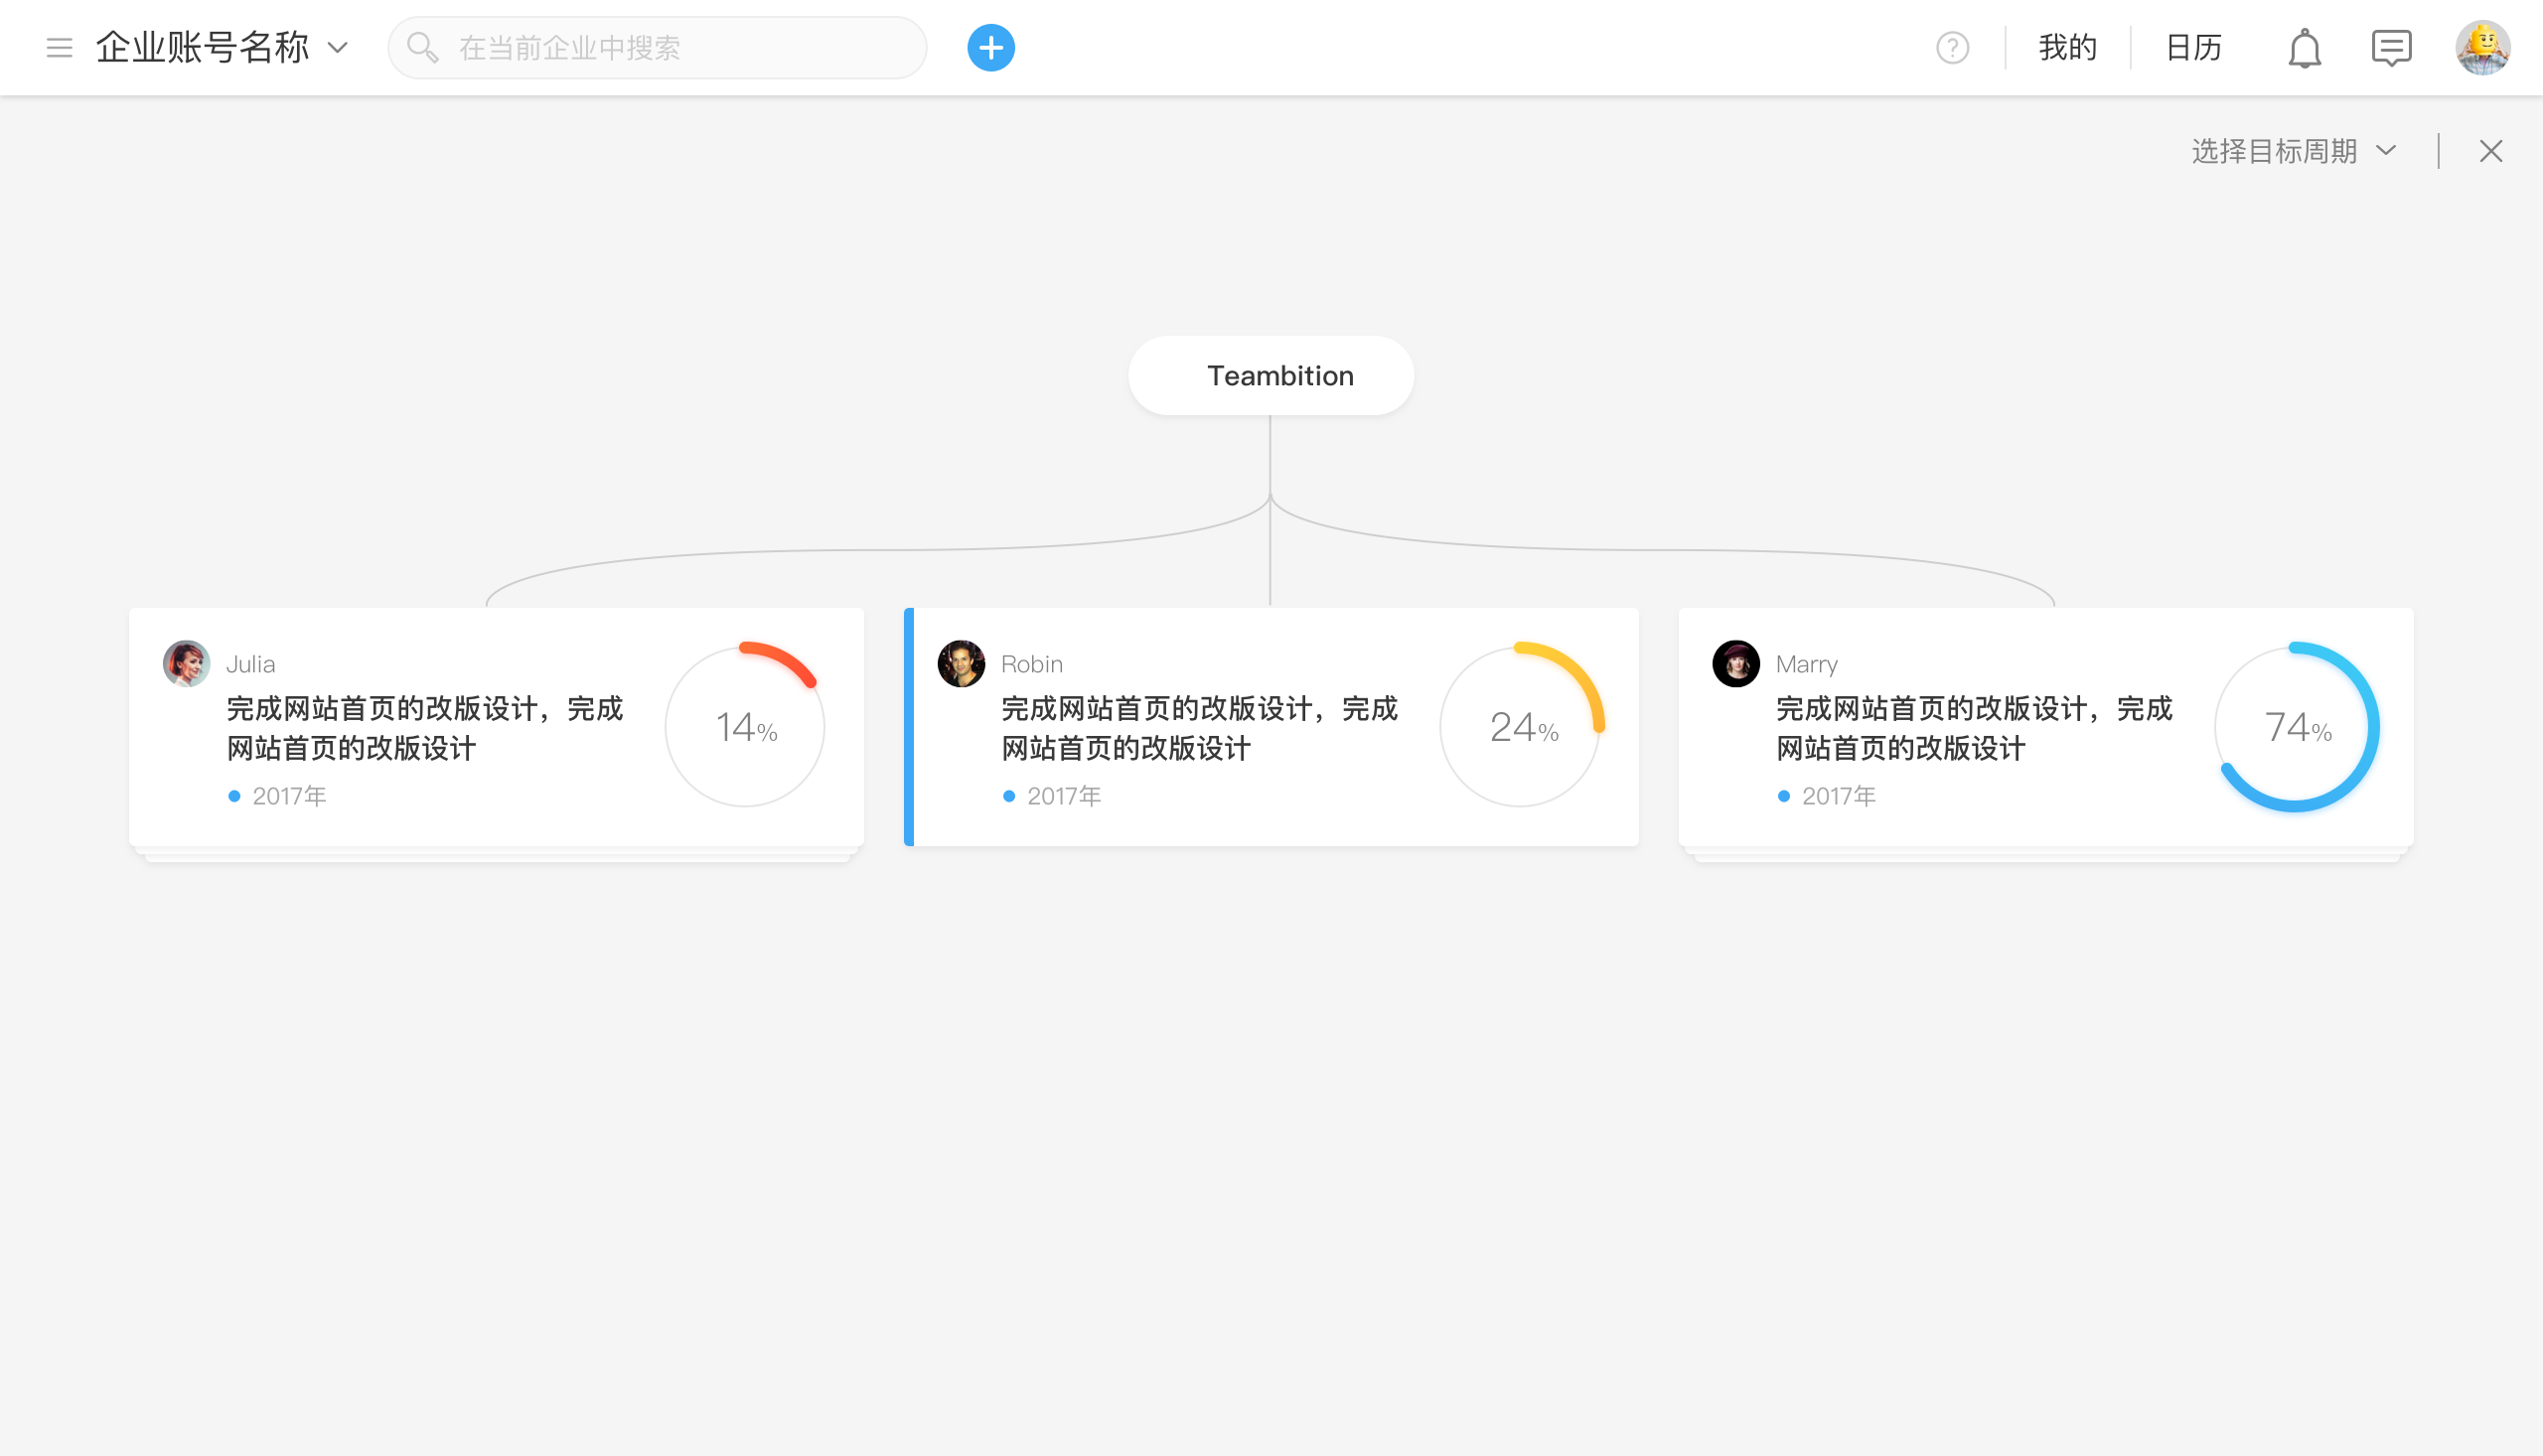 企业账号名称
在当前企业中搜索
我的
日历
选择目标周期
Teambition
Julia
完成网站首页的改版设计，完成
网站首页的改版设计
2017年
14%
Robin
完成网站首页的改版设计，完成
网站首页的改版设计
2017年
24%
Marry
完成网站首页的改版设计，完成
网站首页的改版设计
2017年
74%